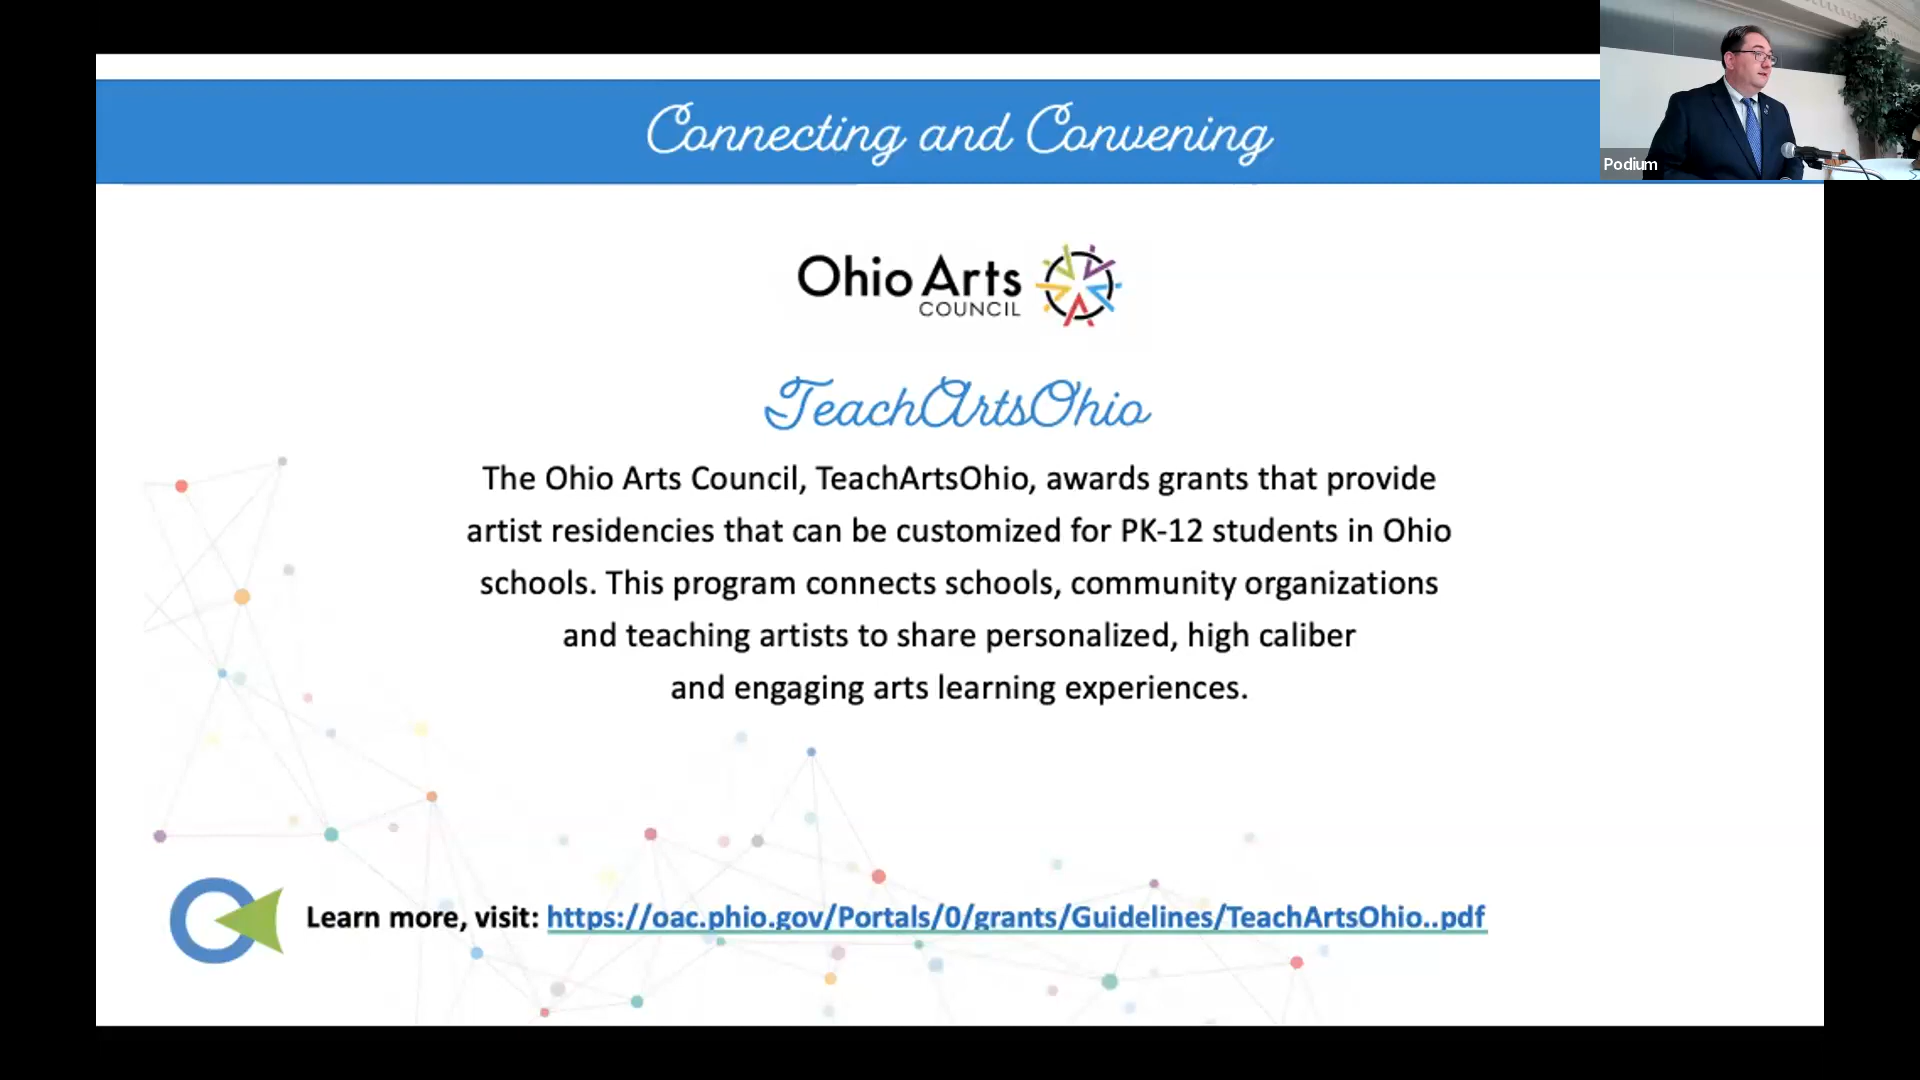 Connecting and Convening
Podium
Ohio Arts
COUNCIL
TeachArtsOhio
The Ohio Arts Council, TeachArtsOhio, awards grants that provide
artist residencies that can be customized for PK-12 students in Ohio
schools. This program connects schools, community organizations
and teaching artists to share personalized, high caliber
and engaging arts learning experiences.
Learn more, visit: https://oac.phio.gov/Portals/0/grants/Guidelines/TeachArtsOhio..pdf